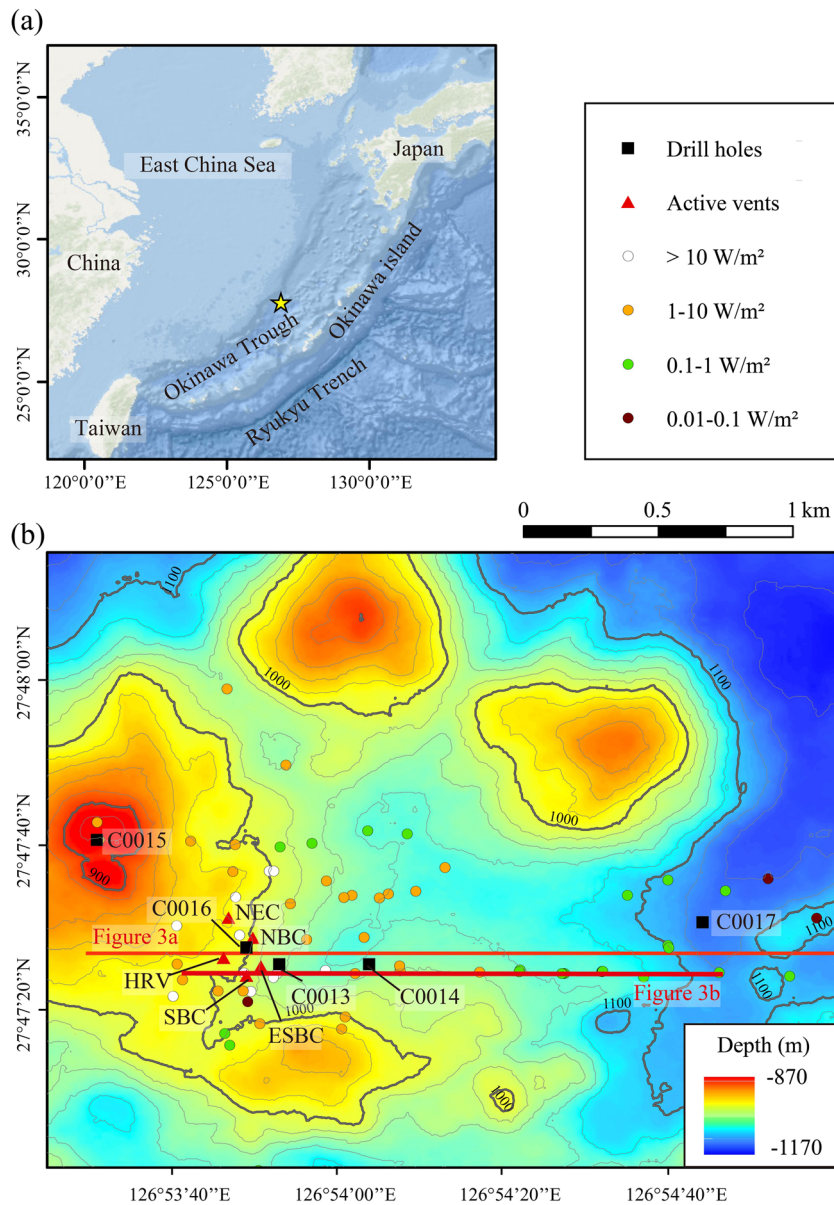 (a)
35°0'0’’N
30°0'0’’N
25°0'0’’N
120°0'0’’E
125°0'0’’E
130°0'0’’E
East China Sea
Japan
China
Okinawa island
Okinawa Trough
Ryukyu Trench
Taiwan
Drill holes
Active vents
> 10 W/m²
1-10 W/m²
0.1-1 W/m²
0.01-0.1 W/m²
0 0.5 1 km
(b)
27°48'00’’N
27°47'40’’N
27°47'20’’N
126°53'40’’E
126°54'00’’E
126°54'20’’E
126°54'40’’E
1100
1000
1100
1000
C0015
900
C0016
NEC
C0017
Figure 3a
NBC
1100
HRV
C0013
C0014
Figure 3b
SBC
1000
1100
ESBC
1000
Depth (m)
-870
-1170